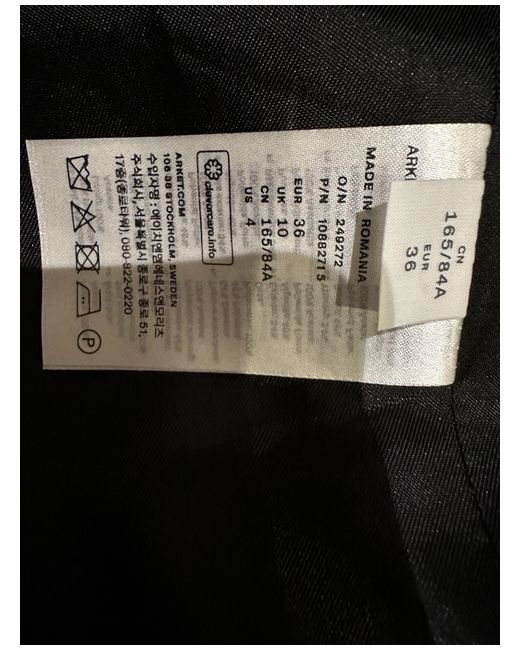 CN
165/84A
EUR
36
ARK
MADE IN ROMANIA
O/N 249272
P/N 10882715
EUR 36
UK 10
CN 165/84A
US 4
clevercare.info
ARKET.COM
106 38 STOCKHOLM, SWEDEN
수입자명 : 에이치앤엠헤네스앤모리츠
주식회사, 서울특별시 종로구 종로 51,
17층(종로타워), 080-822-0220
P